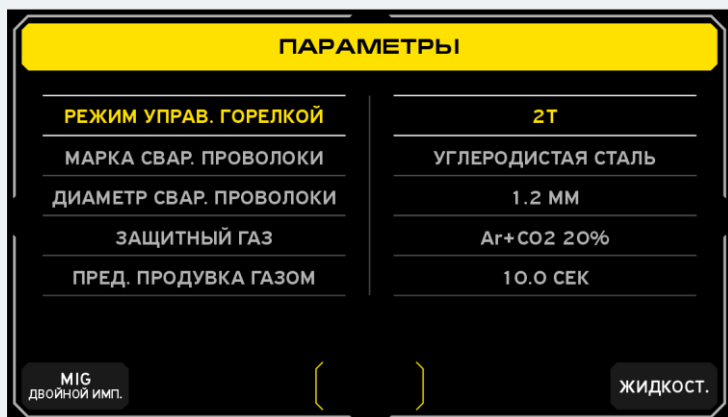 ПАРАМЕТРЫ
РЕЖИМ УПРАВ. ГОРЕЛКОЙ 2Т
МАРКА СВАР. ПРОВОЛОКИ УГЛЕРОДИСТАЯ СТАЛЬ
ДИАМЕТР СВАР. ПРОВОЛОКИ 1.2 ММ
ЗАЩИТНЫЙ ГАЗ Ar+CO2 20%
ПРЕД. ПРОДУВКА ГАЗОМ 10.0 СЕК
MIG
ДВОЙНОЙ ИМП.
ЖИДКОСТ.